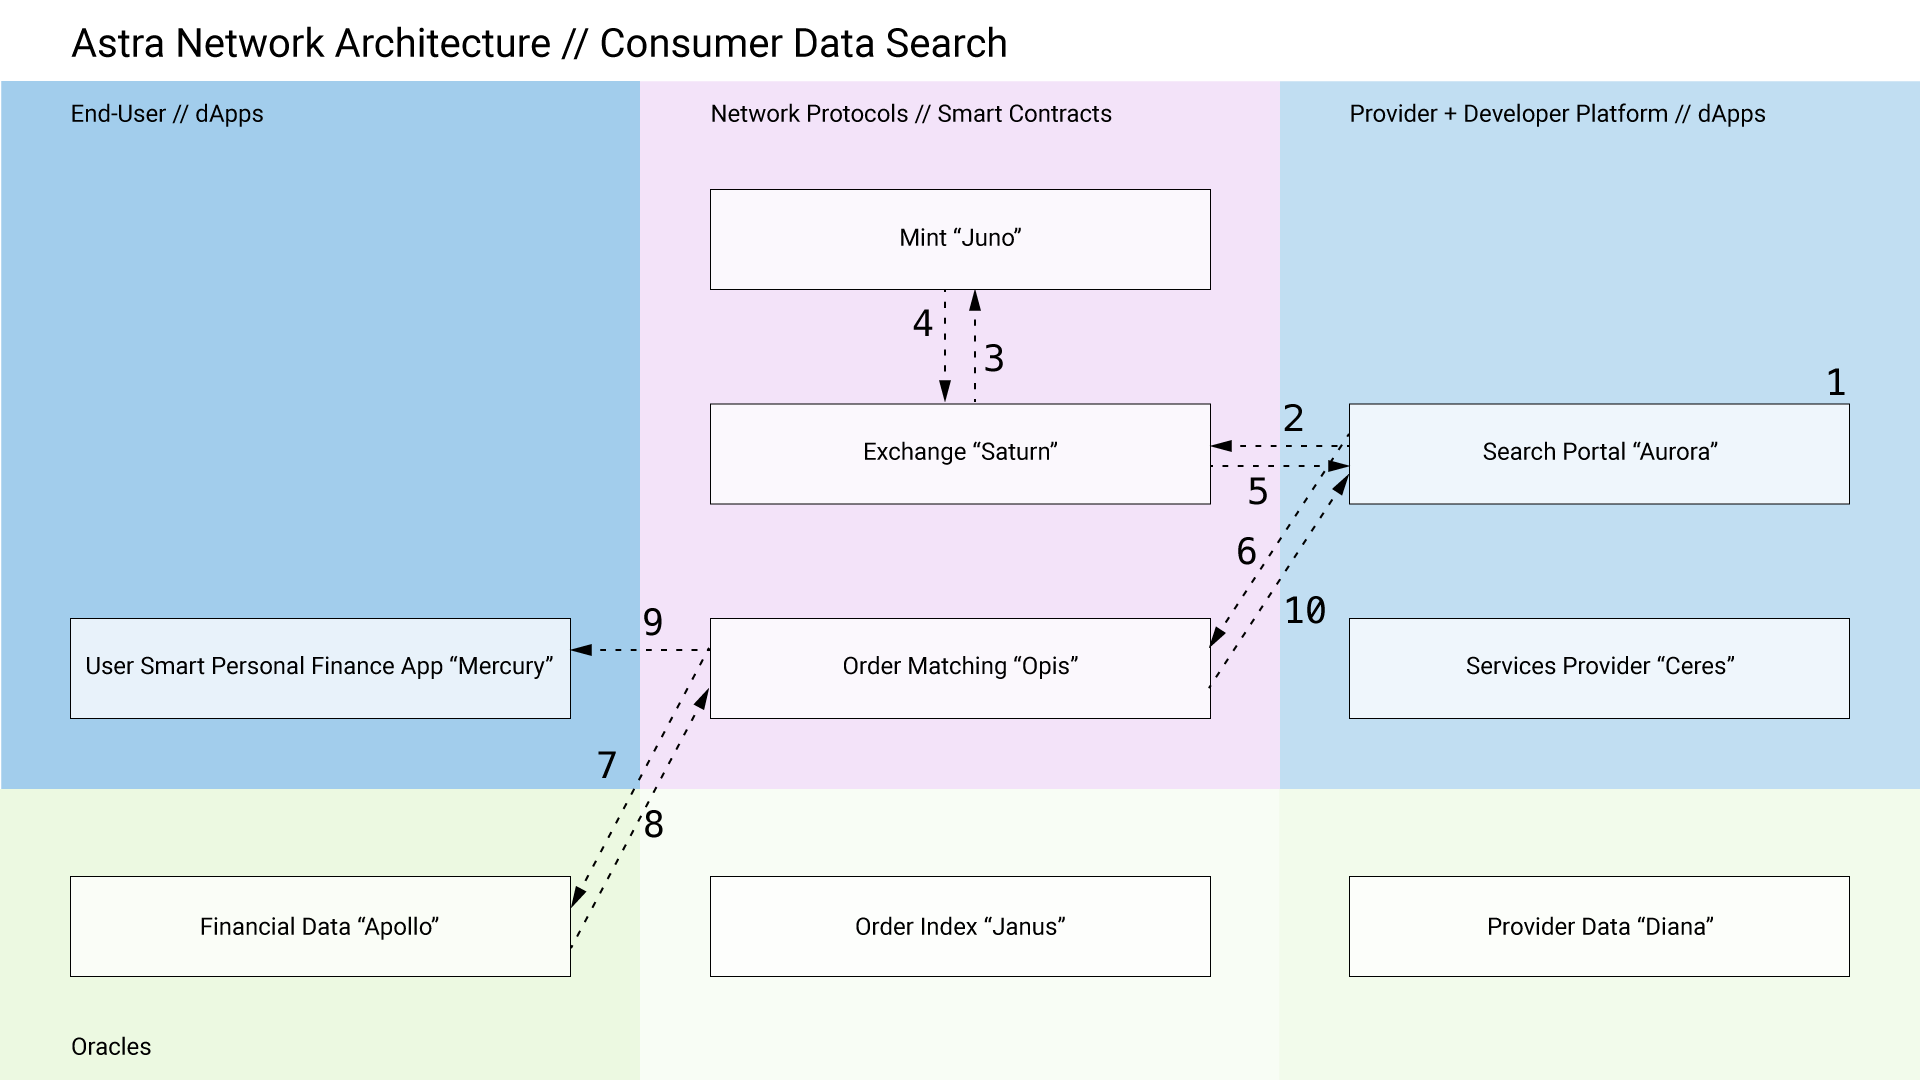 Astra Network Architecture // Consumer Data Search
End-User // dApps
Network Protocols // Smart Contracts
Provider + Developer Platform // dApps
Mint “Juno”
4
3
1
2
Exchange “Saturn”
Search Portal “Aurora”
5
6
10
9
User Smart Personal Finance App “Mercury”
Order Matching “Opis”
Services Provider “Ceres”
7
8
Financial Data “Apollo”
Order Index “Janus”
Provider Data “Diana”
Oracles